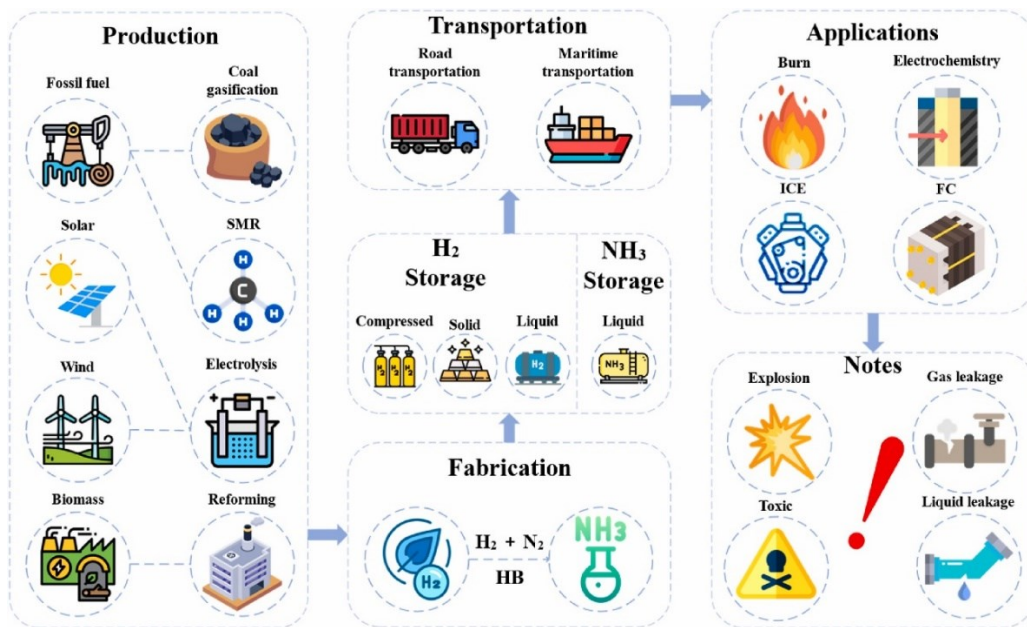 Production
Fossil fuel
Coal
gasification
Solar
SMR
H
C
H
H
H
Wind
Electrolysis
Biomass
Reforming
Transportation
Road
transportation
Maritime
transportation
H2
Storage
NH3
Storage
Compressed
Solid
Liquid
Liquid
H2
NH3
Fabrication
H2
H2 + N2
HB
NH3
Applications
Burn
Electrochemistry
ICE
FC
Notes
Explosion
Gas leakage
Toxic
Liquid leakage